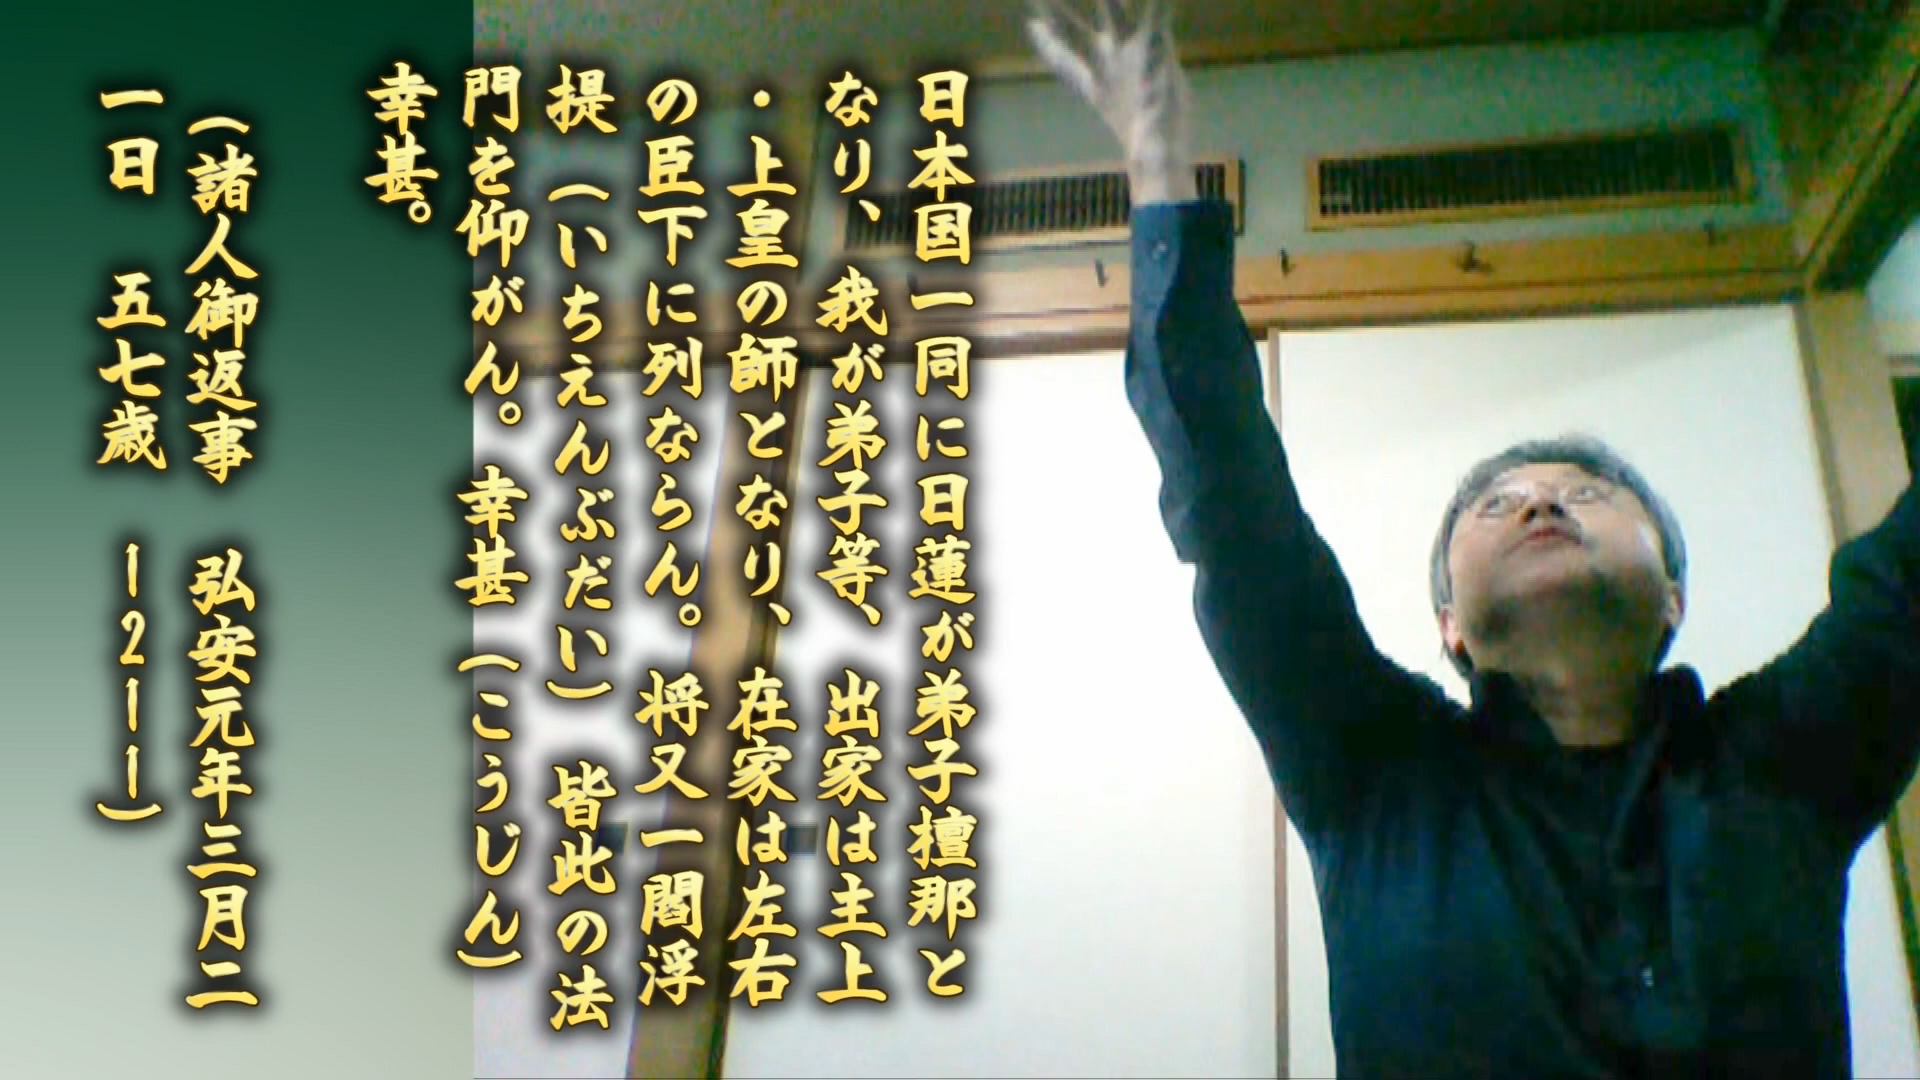 日本国一同に日蓮が弟子檀那と
なり、我が弟子等、出家は主上
・上皇の師となり、在家は左右
の臣下に列ならん。将又一閻浮
提（いちえんぶだい）皆此の法
門を仰がん。幸甚（こうじん）
幸甚。
（諸人御返事　弘安元年三月二
一日　五七歳　１２１１）